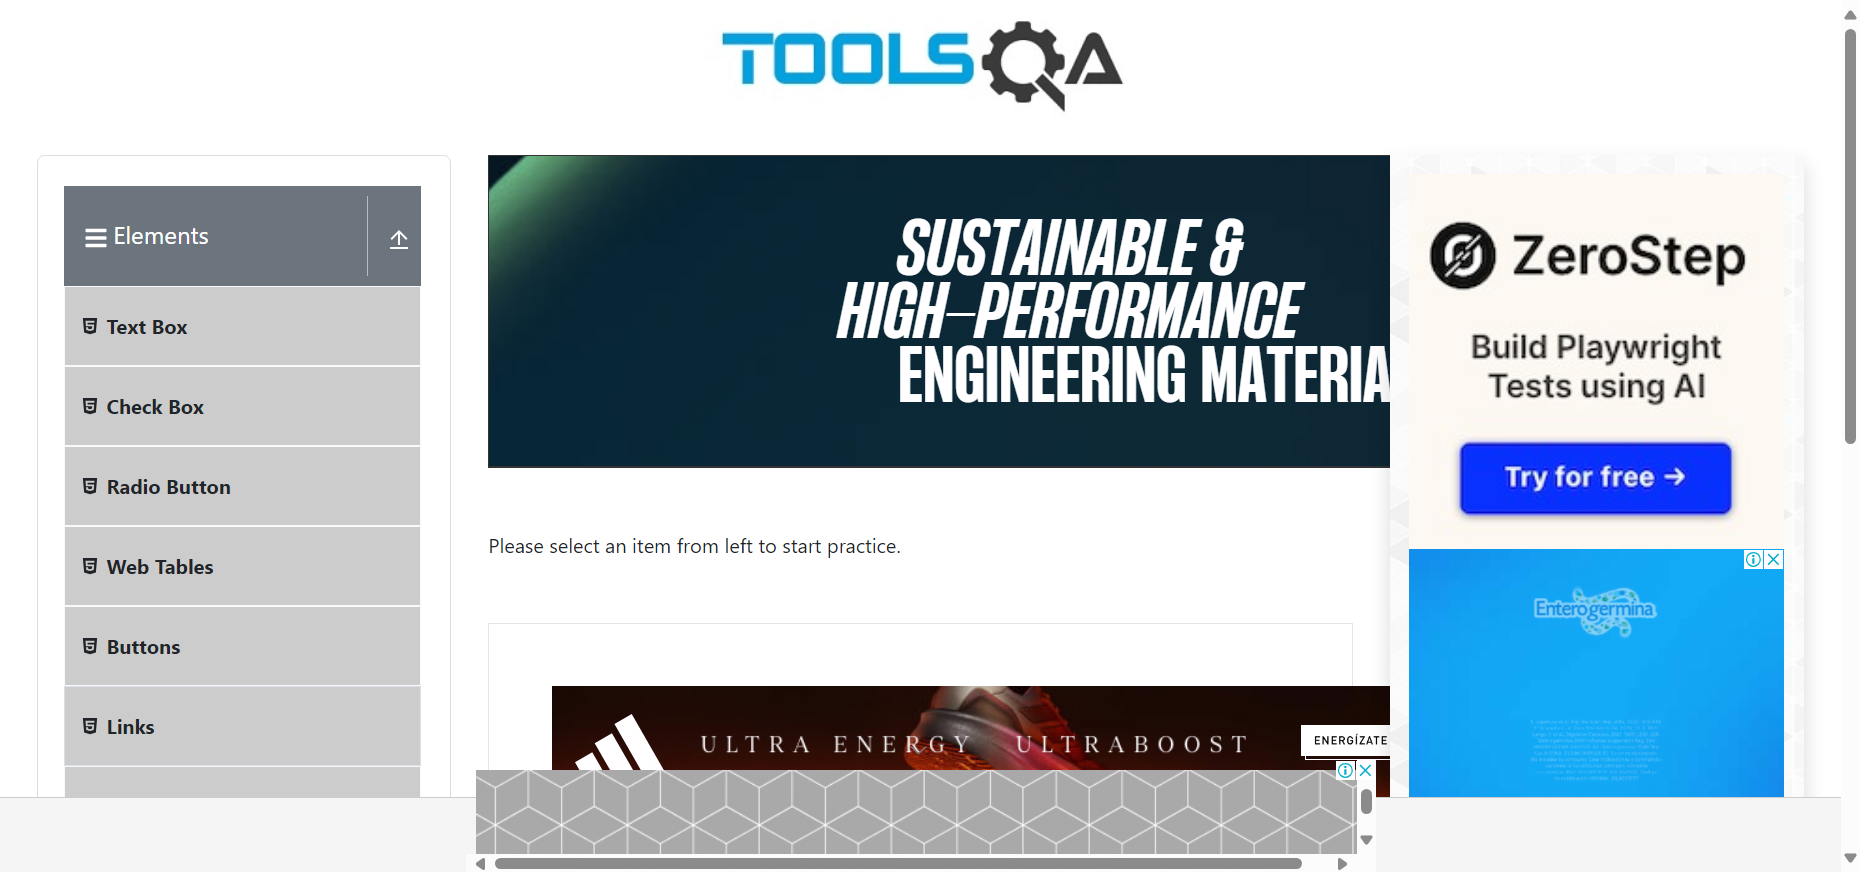 TOOLSQA
Elements
Text Box
Check Box
Radio Button
Web Tables
Buttons
Links
SUSTAINABLE &
HIGH–PERFORMANCE
ENGINEERING MATERIA
Please select an item from left to start practice.
ULTRA ENERGY ULTRABOOST
ENERGÍZATE
ZeroStep
Build Playwright
Tests using AI
Try for free →
Enterogermina